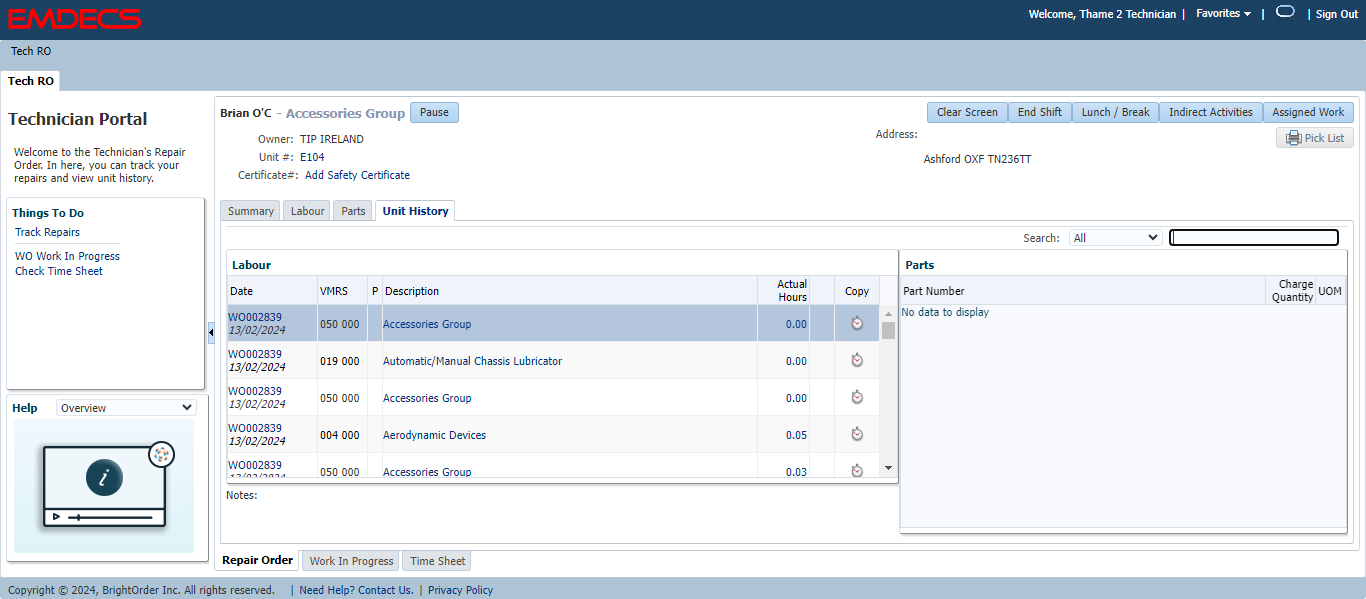 EMDECS
Welcome, Thame 2 Technician | Favorites | | Sign Out
Tech RO
Tech RO
Technician Portal
Welcome to the Technician's Repair
Order. In here, you can track your
repairs and view unit history.
Things To Do
Track Repairs
WO Work In Progress
Check Time Sheet
Help Overview
i
Brian O'C - Accessories Group Pause
Clear Screen End Shift Lunch / Break Indirect Activities Assigned Work
Owner: TIP IRELAND
Unit #: E104
Certificate#: Add Safety Certificate
Address:
Pick List
Ashford OXF TN236TT
Summary Labour Parts Unit History
Search: All
Labour
Date VMRS P Description Actual Hours Copy
WO002839
13/02/2024 050 000 Accessories Group 0.00
WO002839
13/02/2024 019 000 Automatic/Manual Chassis Lubricator 0.00
WO002839
13/02/2024 050 000 Accessories Group 0.00
WO002839
13/02/2024 004 000 Aerodynamic Devices 0.05
WO002839
13/02/2024 050 000 Accessories Group 0.03
Notes:
Parts
Part Number Charge Quantity UOM
No data to display
Repair Order Work In Progress Time Sheet
Copyright © 2024, BrightOrder Inc. All rights reserved. | Need Help? Contact Us. | Privacy Policy